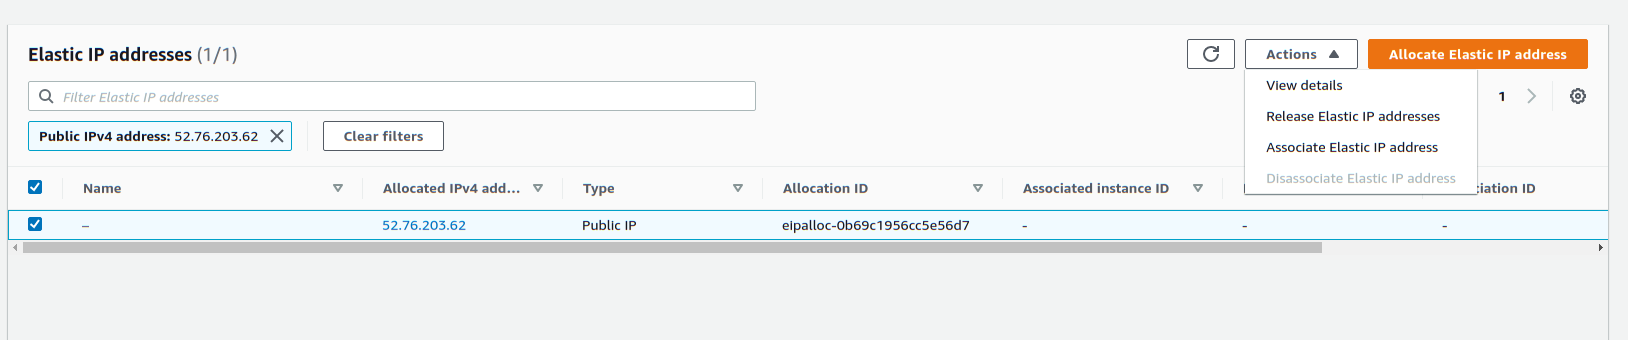 Elastic IP addresses (1/1)
Actions
Allocate Elastic IP address
Filter Elastic IP addresses
View details
1
Release Elastic IP addresses
Public IPv4 address: 52.76.203.62
Clear filters
Associate Elastic IP address
Disassociate Elastic IP address
Name
Allocated IPv4 add...
Type
Allocation ID
Associated instance ID
ID
–
52.76.203.62
Public IP
eipalloc-0b69c1956cc5e56d7
-
-
-